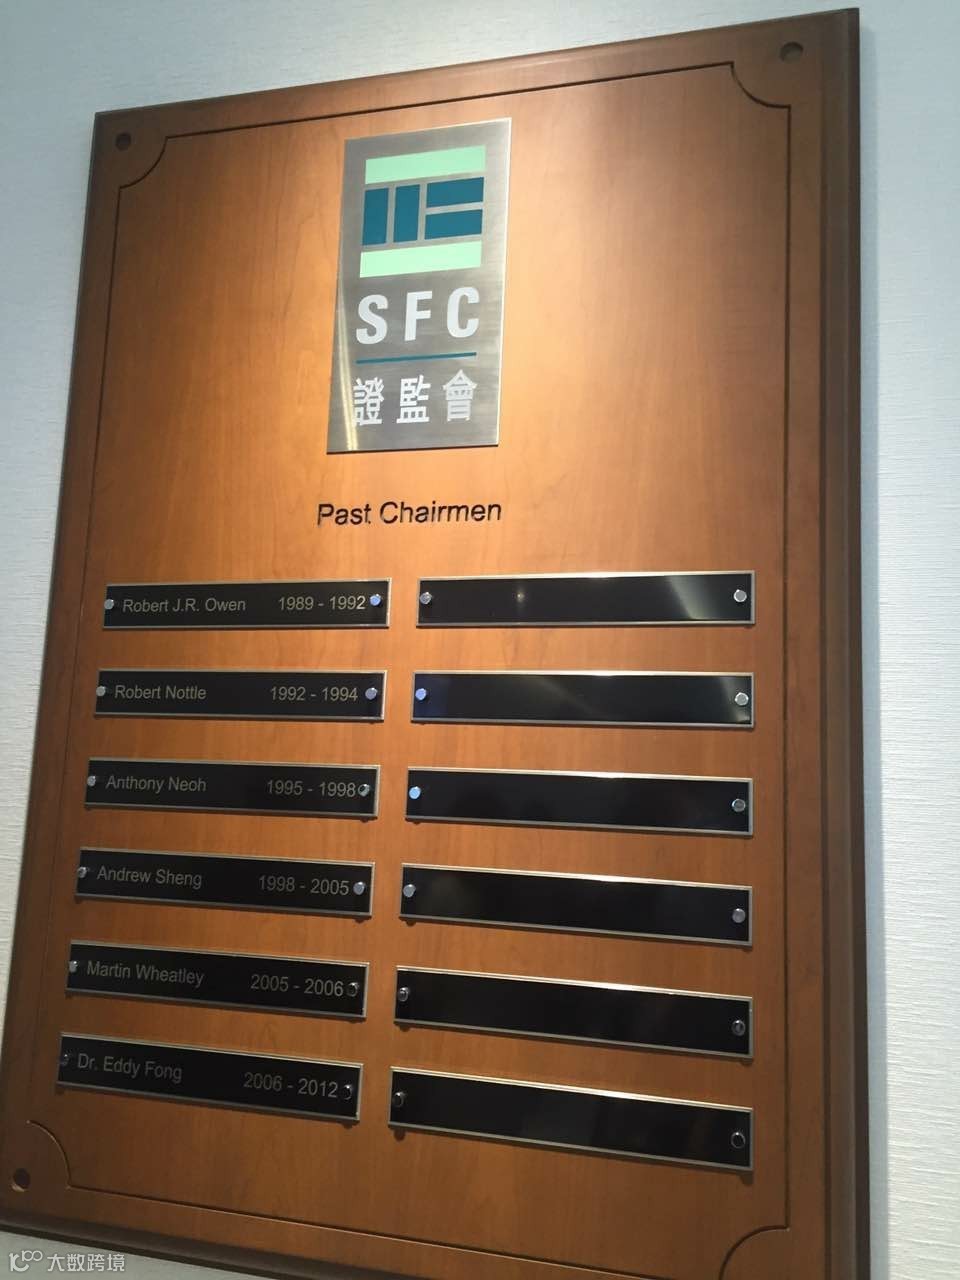 SFC
證監會
Past Chairmen
Robert J.R. Owen 1989 - 1992
Robert Nottle 1992 - 1994
Anthony Neoh 1995 - 1998
Andrew Sheng 1998 - 2005
Martin Wheatley 2005 - 2006
Dr. Eddy Fong 2006 - 2012
大数跨境